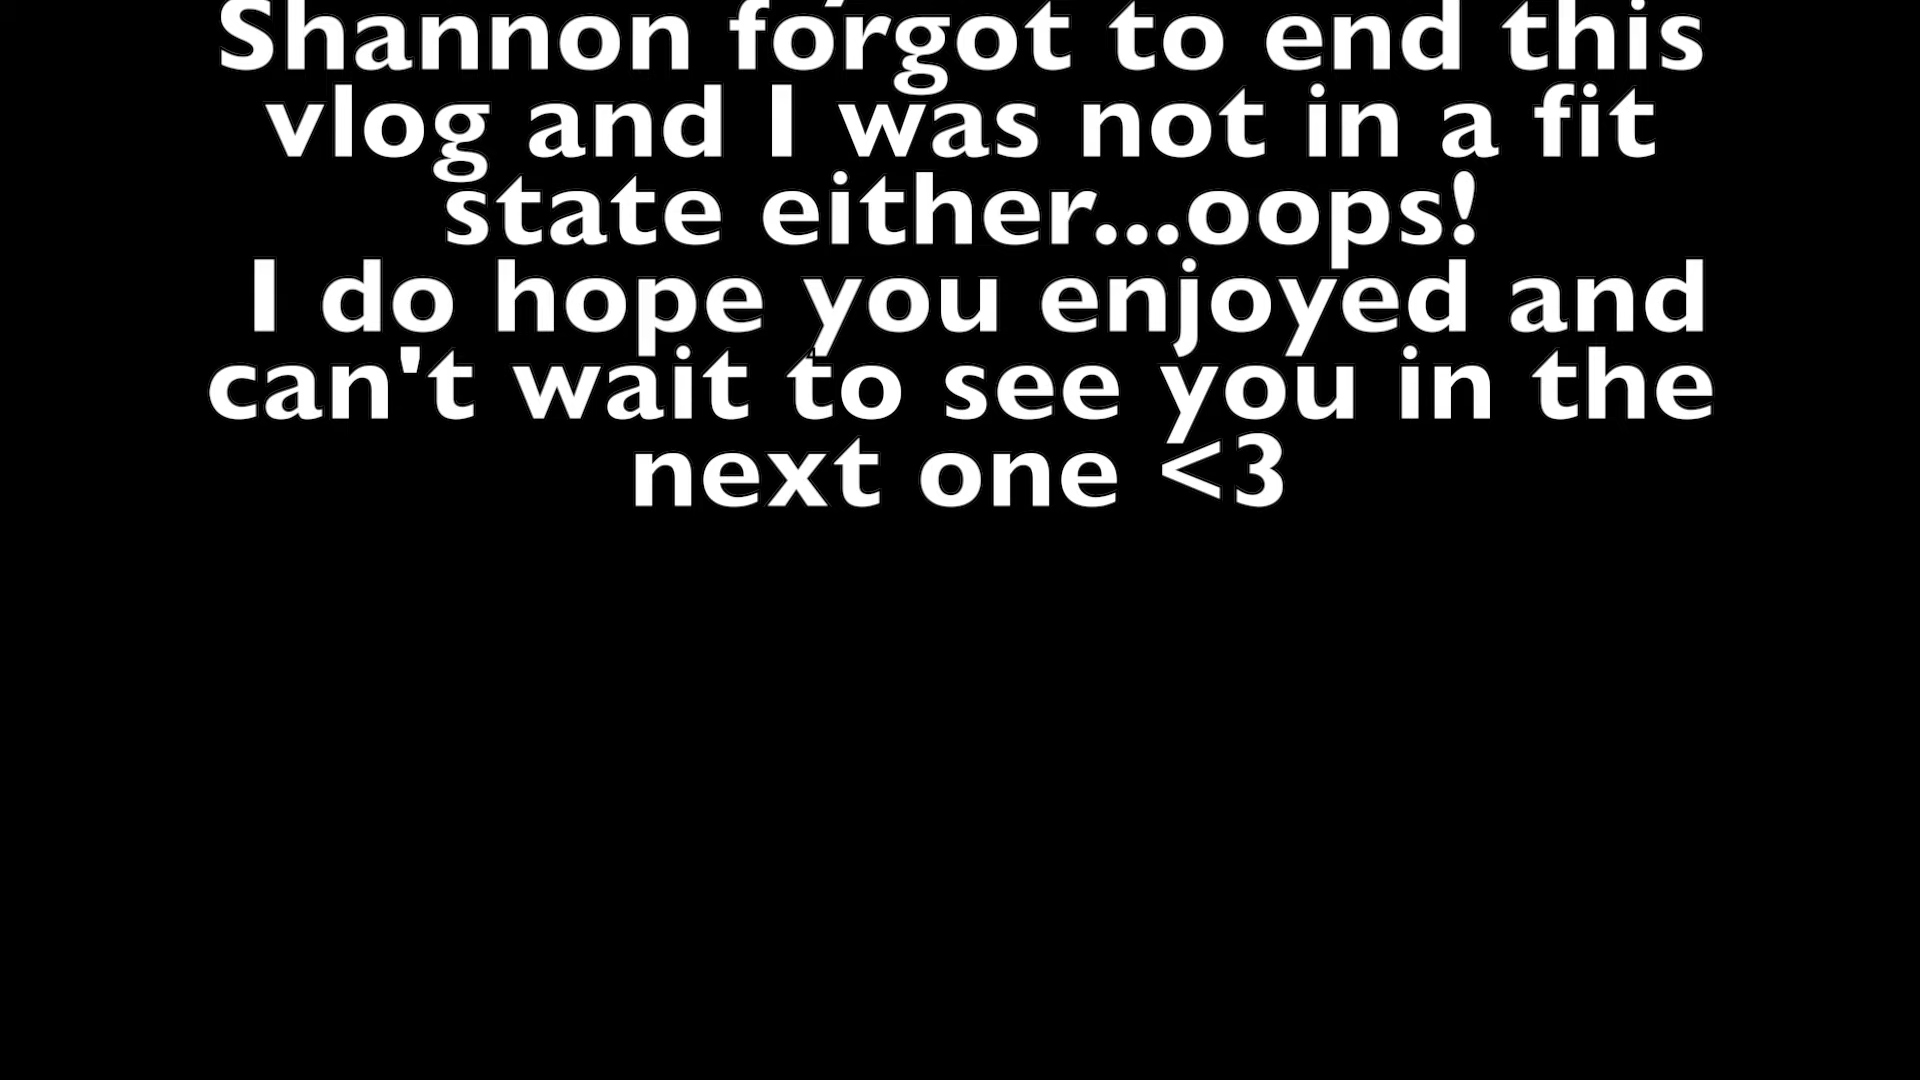 Shannon forgot to end this
vlog and I was not in a fit
state either...oops!
I do hope you enjoyed and
can't wait to see you in the
next one <3